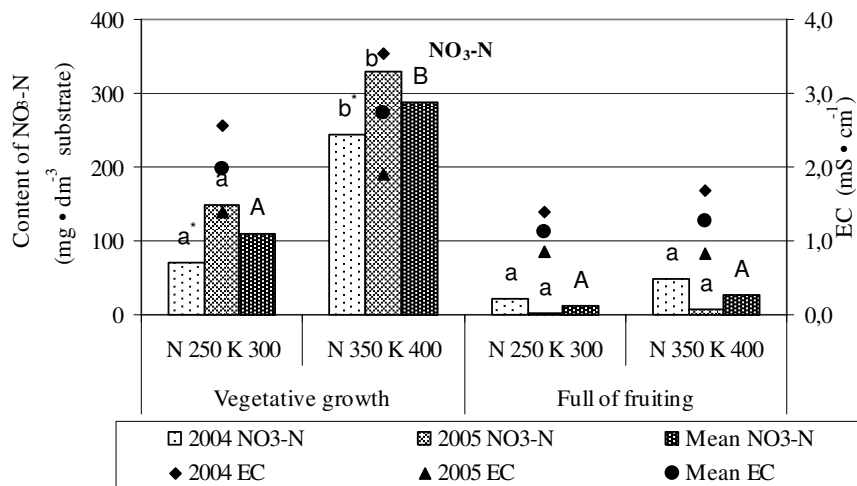 NO₃-N
Content of NO₃-N
(mg • dm⁻³ substrate)
400
300
200
100
0
EC (mS • cm⁻¹)
4,0
3,0
2,0
1,0
0,0
a*
a
A
b*
b
B
a
a
A
a
a
A
N 250 K 300
N 350 K 400
N 250 K 300
N 350 K 400
Vegetative growth
Full of fruiting
2004 NO3-N
2005 NO3-N
Mean NO3-N
2004 EC
2005 EC
Mean EC